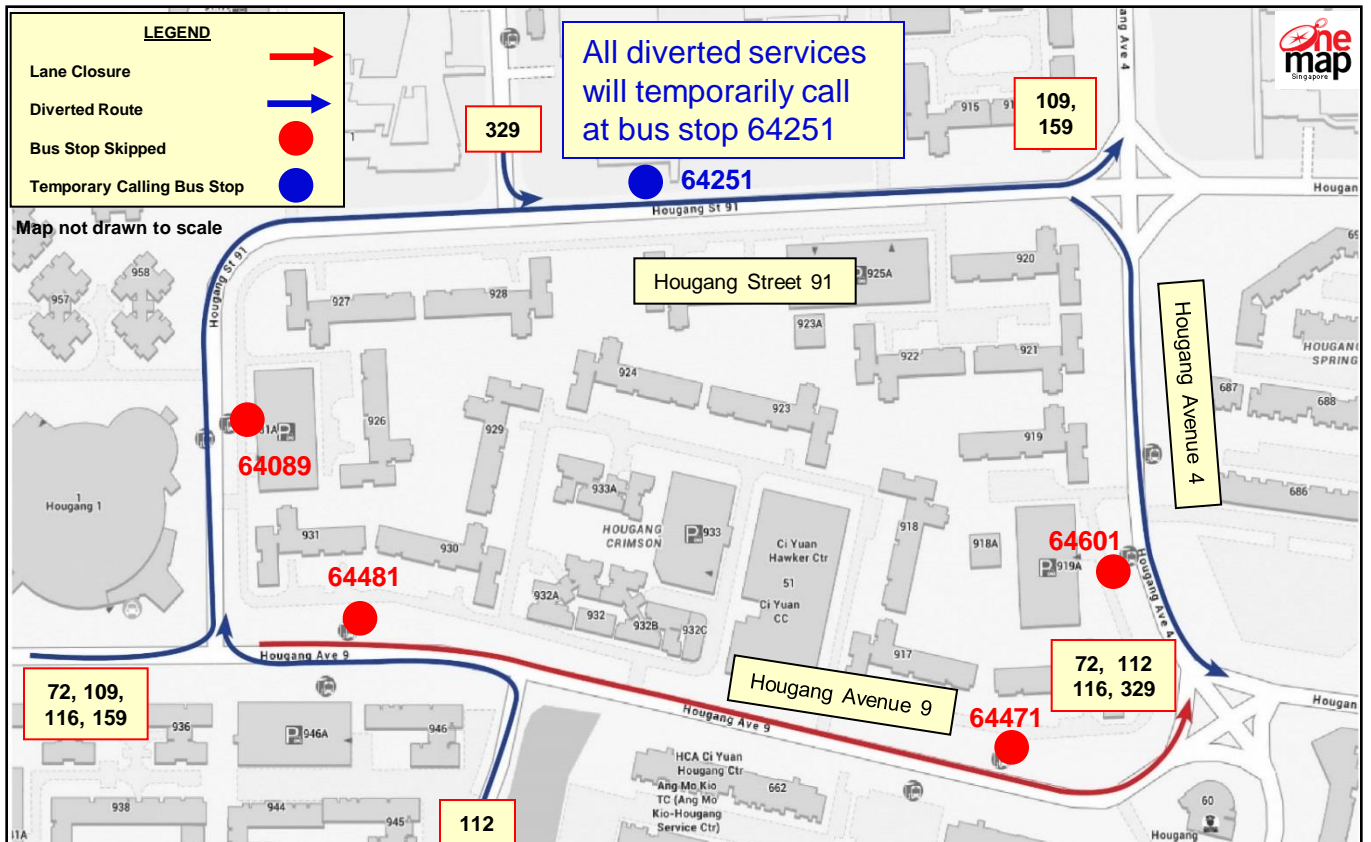 LEGEND
Lane Closure
Diverted Route
Bus Stop Skipped
Temporary Calling Bus Stop
Map not drawn to scale
All diverted services
will temporarily call
at bus stop 64251
One
map
Singapore
329
109,
159
915
64251
Hougang St 91
Hougang St 91
Hougang Street 91
925A
920
958
957
927
928
923A
922
921
924
923
926
929
919
687
688
686
HOUGANG
SPRING
Hougang Avenue 4
64089
1
Hougang 1
931
930
933A
HOUGANG
CRIMSON
933
Ci Yuan
Hawker Ctr
51
Ci Yuan
CC
918
918A
919A
64601
Hougang Ave 4
64481
932A
932
932B
932C
917
Hougang Ave 9
72, 109,
116, 159
Hougang Avenue 9
Hougang Ave 9
72, 112
116, 329
64471
936
946A
946
938
944
945
112
HCA Ci Yuan
Hougang Ctr
Ang Mo Kio
TC (Ang Mo
Kio-Hougang
Service Ctr)
662
60
Hougang